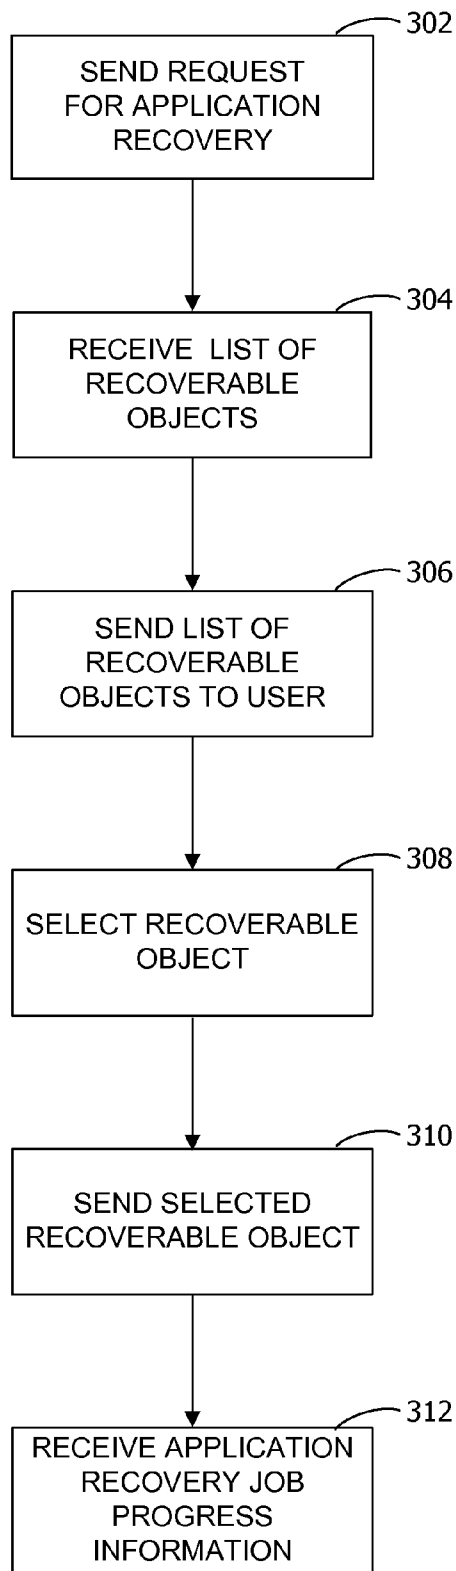 302
SEND REQUEST
FOR APPLICATION
RECOVERY
304
RECEIVE LIST OF
RECOVERABLE
OBJECTS
306
SEND LIST OF
RECOVERABLE
OBJECTS TO USER
308
SELECT RECOVERABLE
OBJECT
310
SEND SELECTED
RECOVERABLE OBJECT
312
RECEIVE APPLICATION
RECOVERY JOB
PROGRESS
INFORMATION